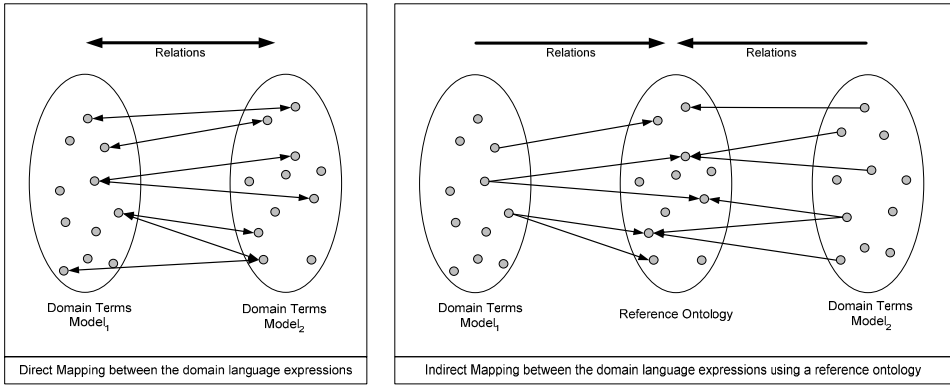 Relations
Domain Terms
Model1
Domain Terms
Model2
Direct Mapping between the domain language expressions
Relations
Relations
Domain Terms
Model1
Reference Ontology
Domain Terms
Model2
Indirect Mapping between the domain language expressions using a reference ontology